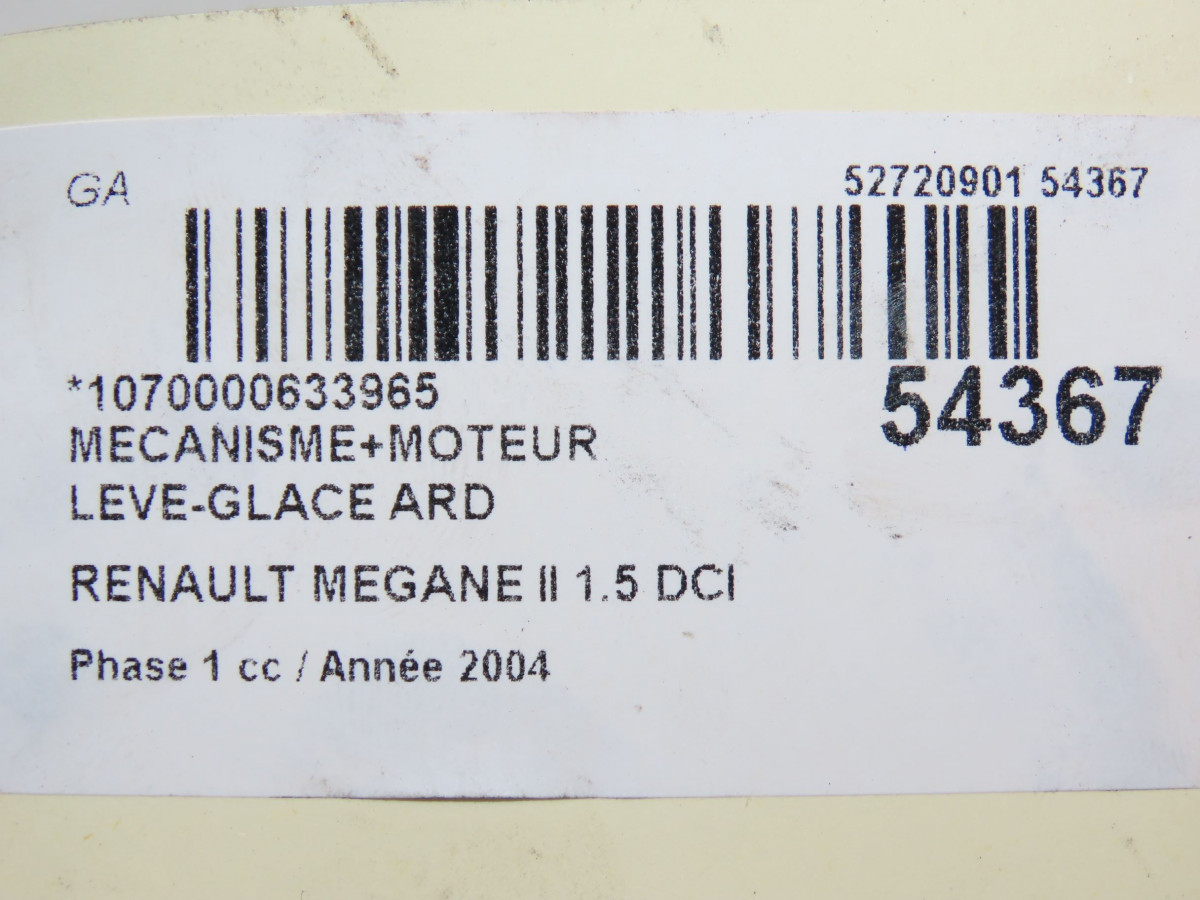 GA
52720901 54367
*1070000633965
54367
MECANISME+MOTEUR
LEVE-GLACE ARD
RENAULT MEGANE II 1.5 DCI
Phase 1 cc / Année 2004